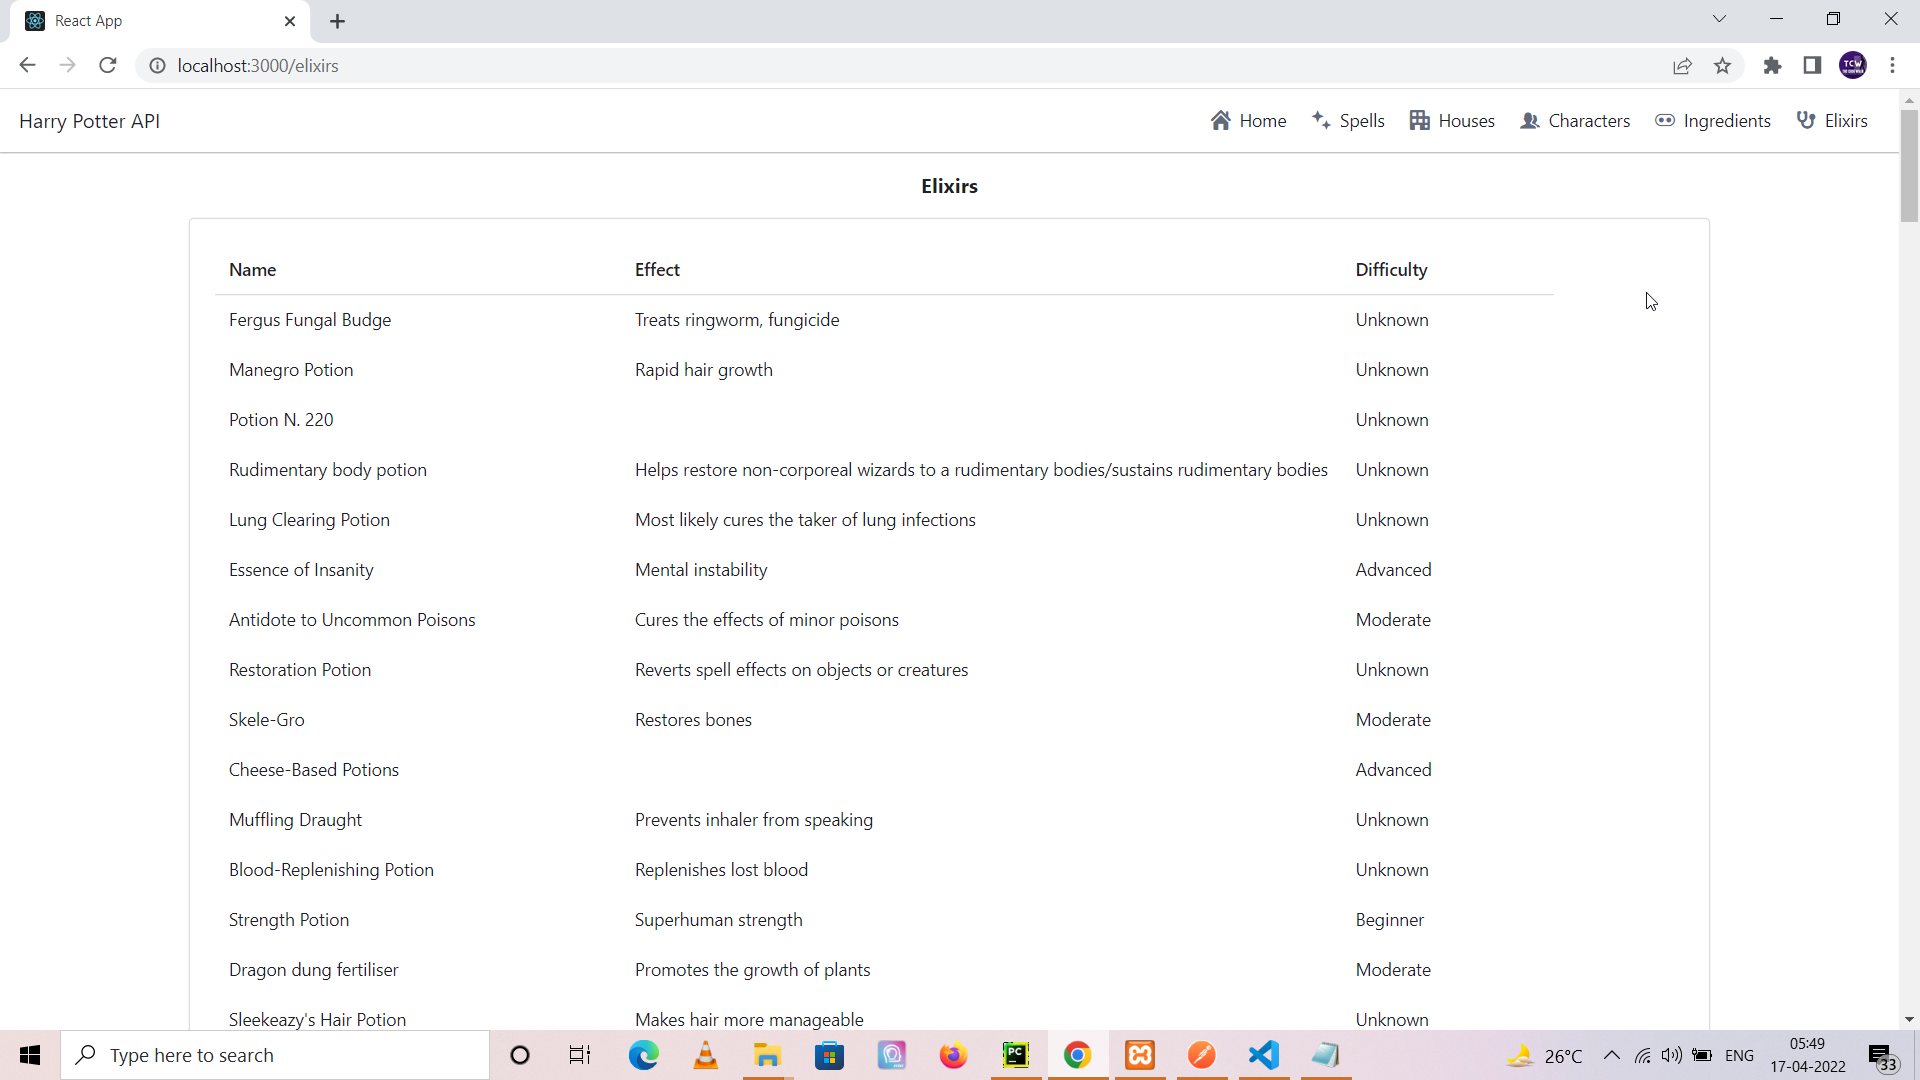 React App
localhost:3000/elixirs
TCW
Harry Potter API
Home Spells Houses Characters Ingredients Elixirs
Elixirs
Name Effect Difficulty
Fergus Fungal Budge Treats ringworm, fungicide Unknown
Manegro Potion Rapid hair growth Unknown
Potion N. 220 Unknown
Rudimentary body potion Helps restore non-corporeal wizards to a rudimentary bodies/sustains rudimentary bodies Unknown
Lung Clearing Potion Most likely cures the taker of lung infections Unknown
Essence of Insanity Mental instability Advanced
Antidote to Uncommon Poisons Cures the effects of minor poisons Moderate
Restoration Potion Reverts spell effects on objects or creatures Unknown
Skele-Gro Restores bones Moderate
Cheese-Based Potions Advanced
Muffling Draught Prevents inhaler from speaking Unknown
Blood-Replenishing Potion Replenishes lost blood Unknown
Strength Potion Superhuman strength Beginner
Dragon dung fertiliser Promotes the growth of plants Moderate
Sleekeazy's Hair Potion Makes hair more manageable Unknown
Type here to search
PC
26°C
ENG
05:49
17-04-2022
33